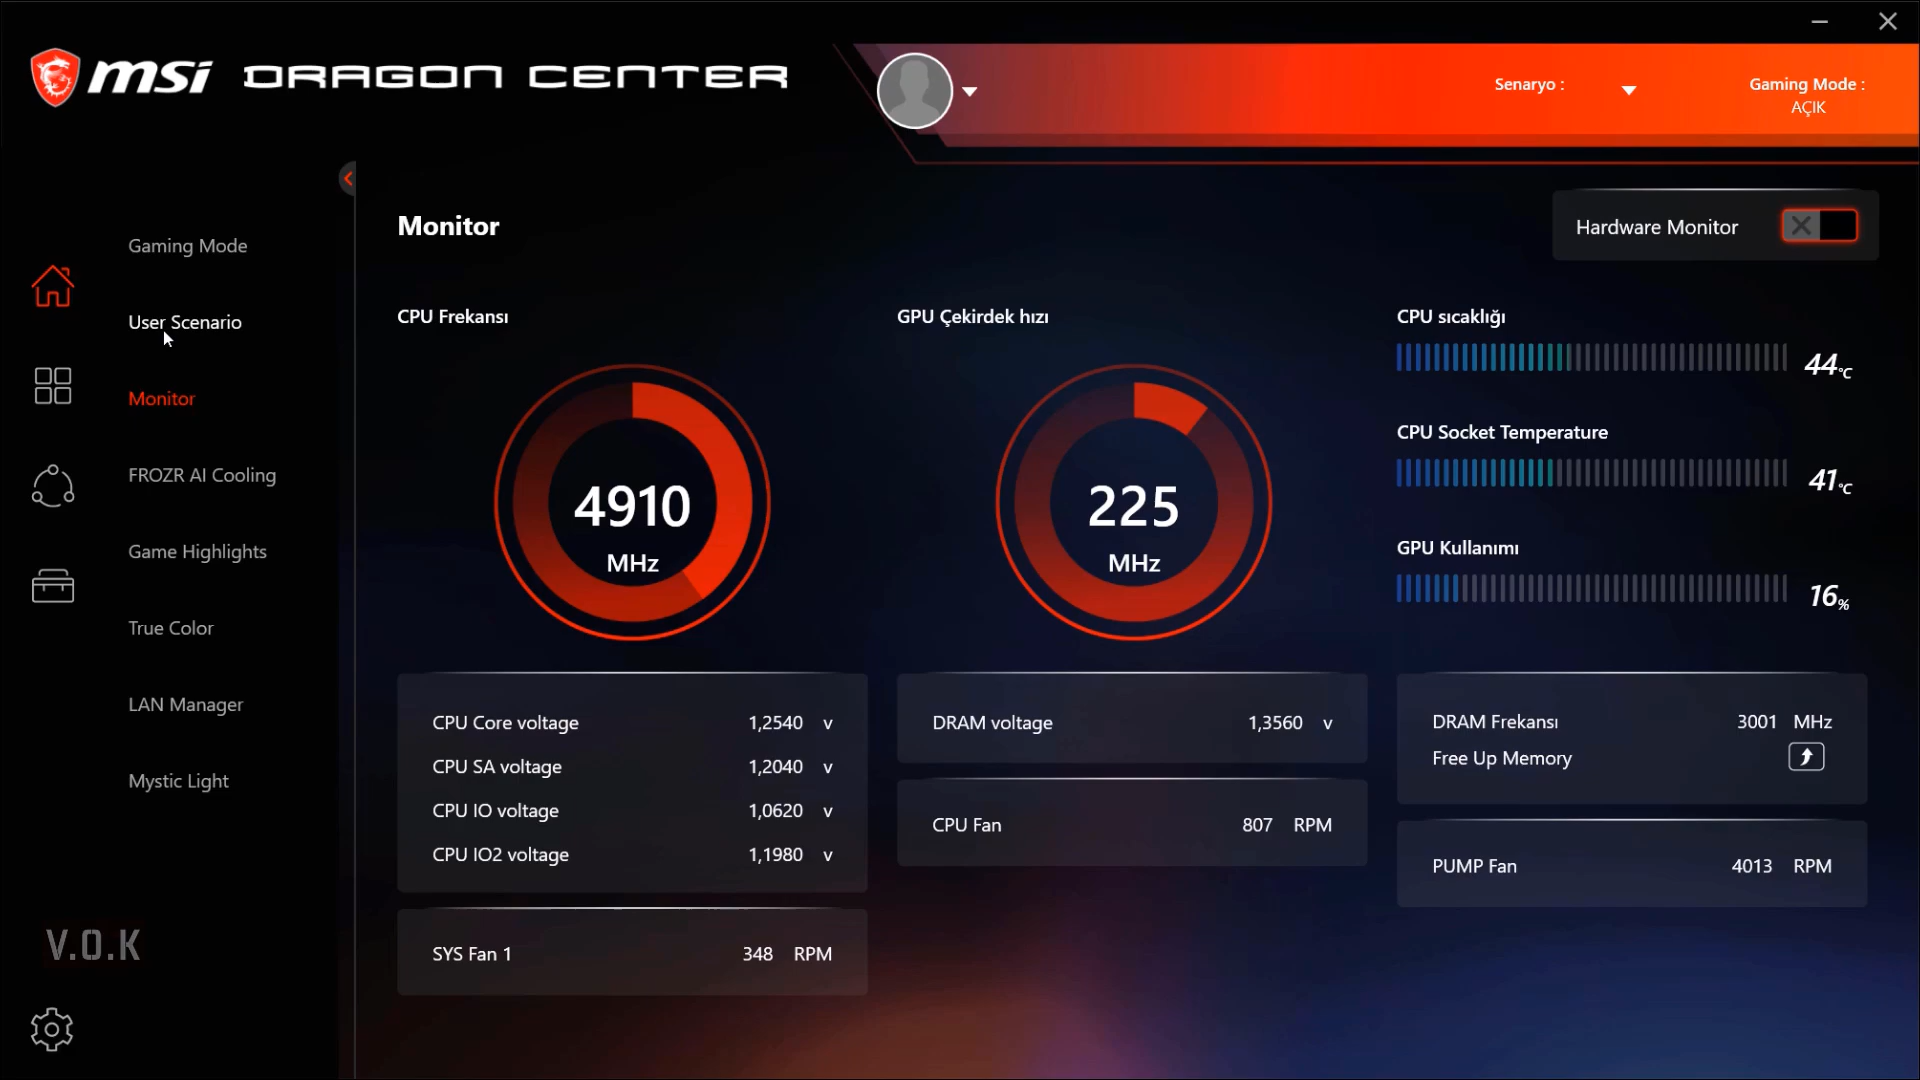 msi DRAGON CENTER
Senaryo :
Gaming Mode :
AÇIK
Gaming Mode
User Scenario
Monitor
FROZR AI Cooling
Game Highlights
True Color
LAN Manager
Mystic Light
V.O.K
Monitor
Hardware Monitor
CPU Frekansı
4910
MHz
GPU Çekirdek hızı
225
MHz
CPU sıcaklığı
44°C
CPU Socket Temperature
41°C
GPU Kullanımı
16%
CPU Core voltage 1,2540 v
CPU SA voltage 1,2040 v
CPU IO voltage 1,0620 v
CPU IO2 voltage 1,1980 v
SYS Fan 1 348 RPM
DRAM voltage 1,3560 v
CPU Fan 807 RPM
DRAM Frekansı 3001 MHz
Free Up Memory
PUMP Fan 4013 RPM